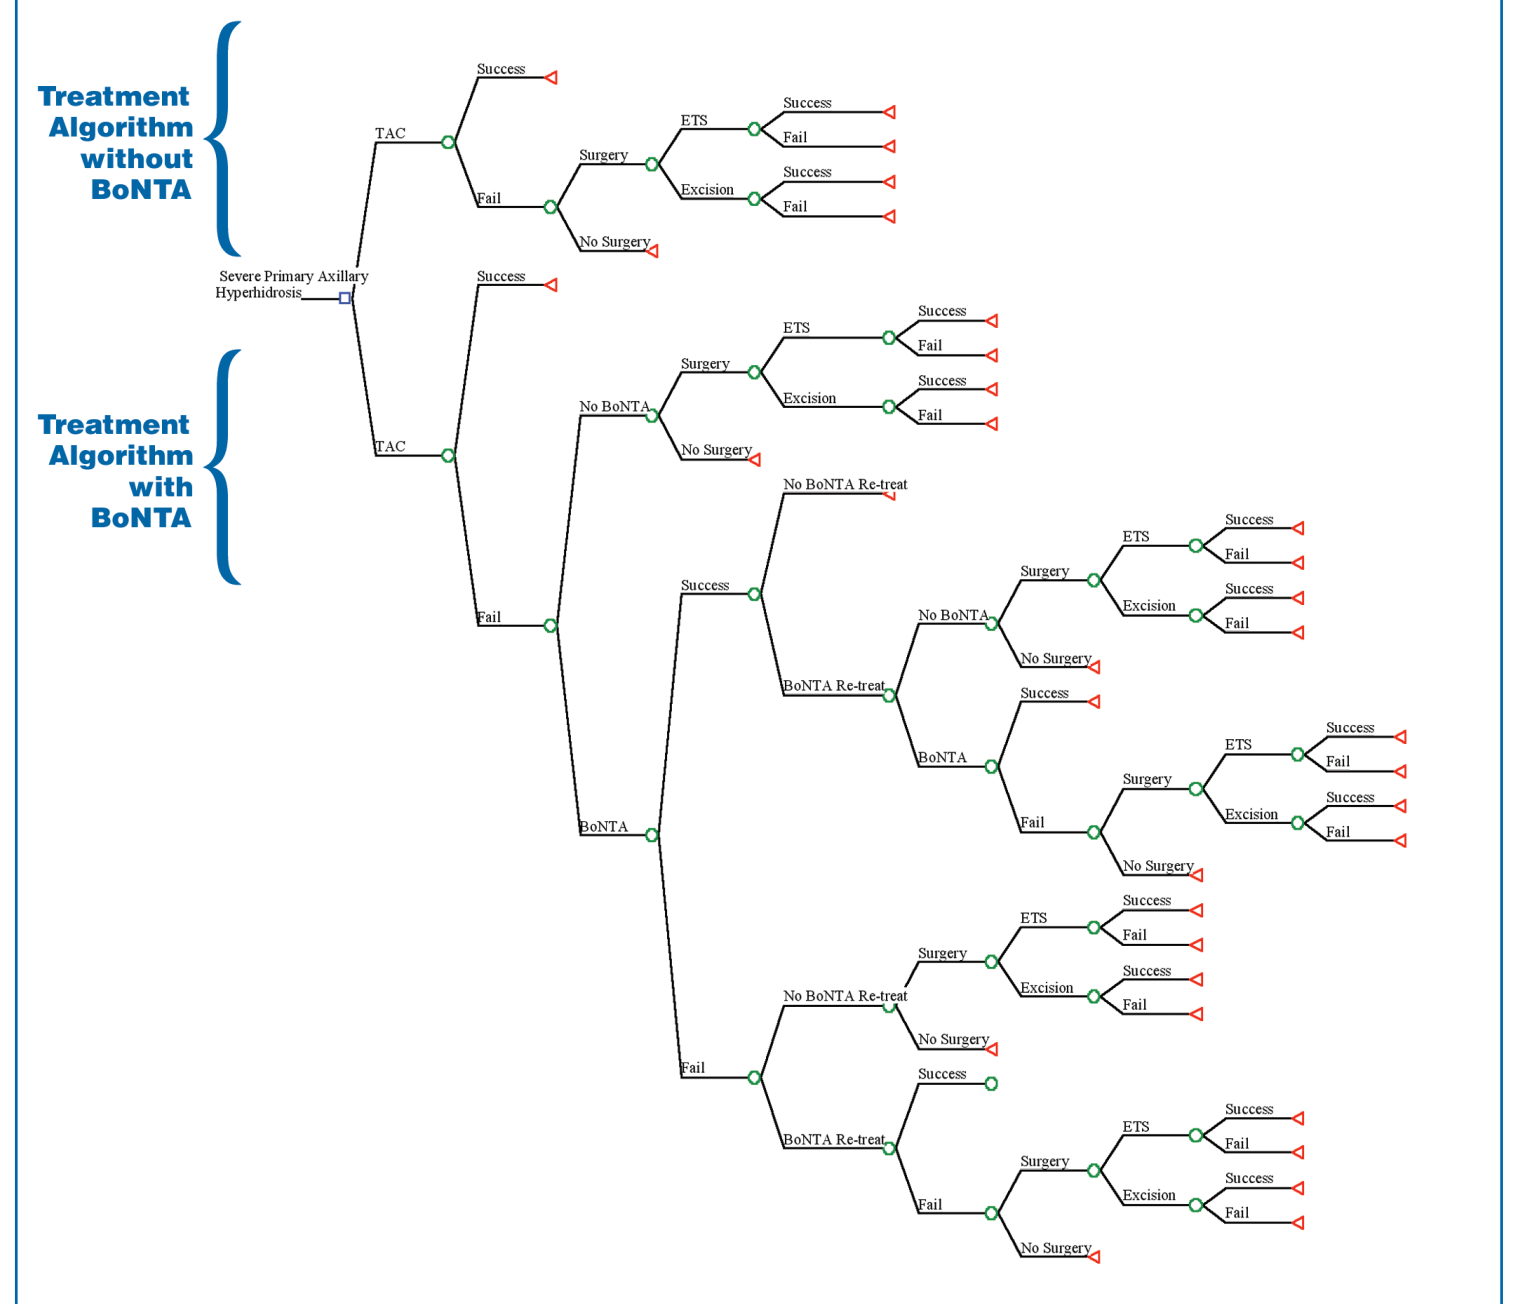 Treatment
Algorithm
without
BoNTA
Severe Primary Axillary
Hyperhidrosis
Treatment
Algorithm
with
BoNTA
TAC
Success
Fail
Surgery
ETS
Success
Fail
Excision
Success
Fail
No Surgery
TAC
Success
Fail
No BoNTA
Surgery
ETS
Success
Fail
Excision
Success
Fail
No Surgery
BoNTA
Success
No BoNTA Re-treat
BoNTA Re-treat
No BoNTA
Surgery
ETS
Success
Fail
Excision
Success
Fail
No Surgery
BoNTA
Success
Fail
Surgery
ETS
Success
Fail
Excision
Success
Fail
No Surgery
Fail
No BoNTA Re-treat
Surgery
ETS
Success
Fail
Excision
Success
Fail
No Surgery
BoNTA Re-treat
Success
Fail
Surgery
ETS
Success
Fail
Excision
Success
Fail
No Surgery